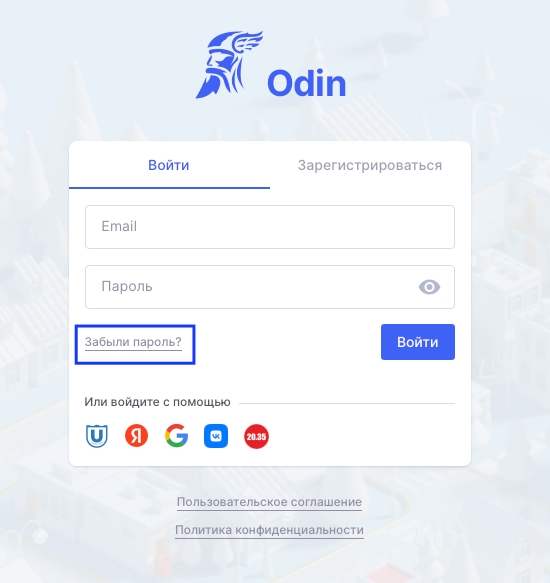 Odin
Войти Зарегистрироваться
Email
Пароль
Забыли пароль? Войти
Или войдите с помощью
U Я G VK 20.35
Пользовательское соглашение
Политика конфиденциальности